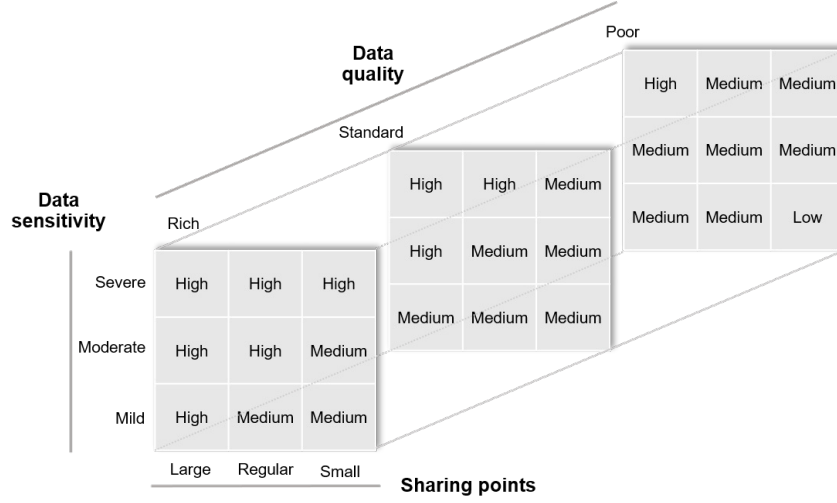 Poor
Data
quality
High Medium Medium
Standard
Medium Medium Medium
High High Medium
Data
sensitivity
Rich
Medium Medium Low
High Medium Medium
Severe High High High
Medium Medium Medium
Moderate High High Medium
Mild High Medium Medium
Large Regular Small
Sharing points